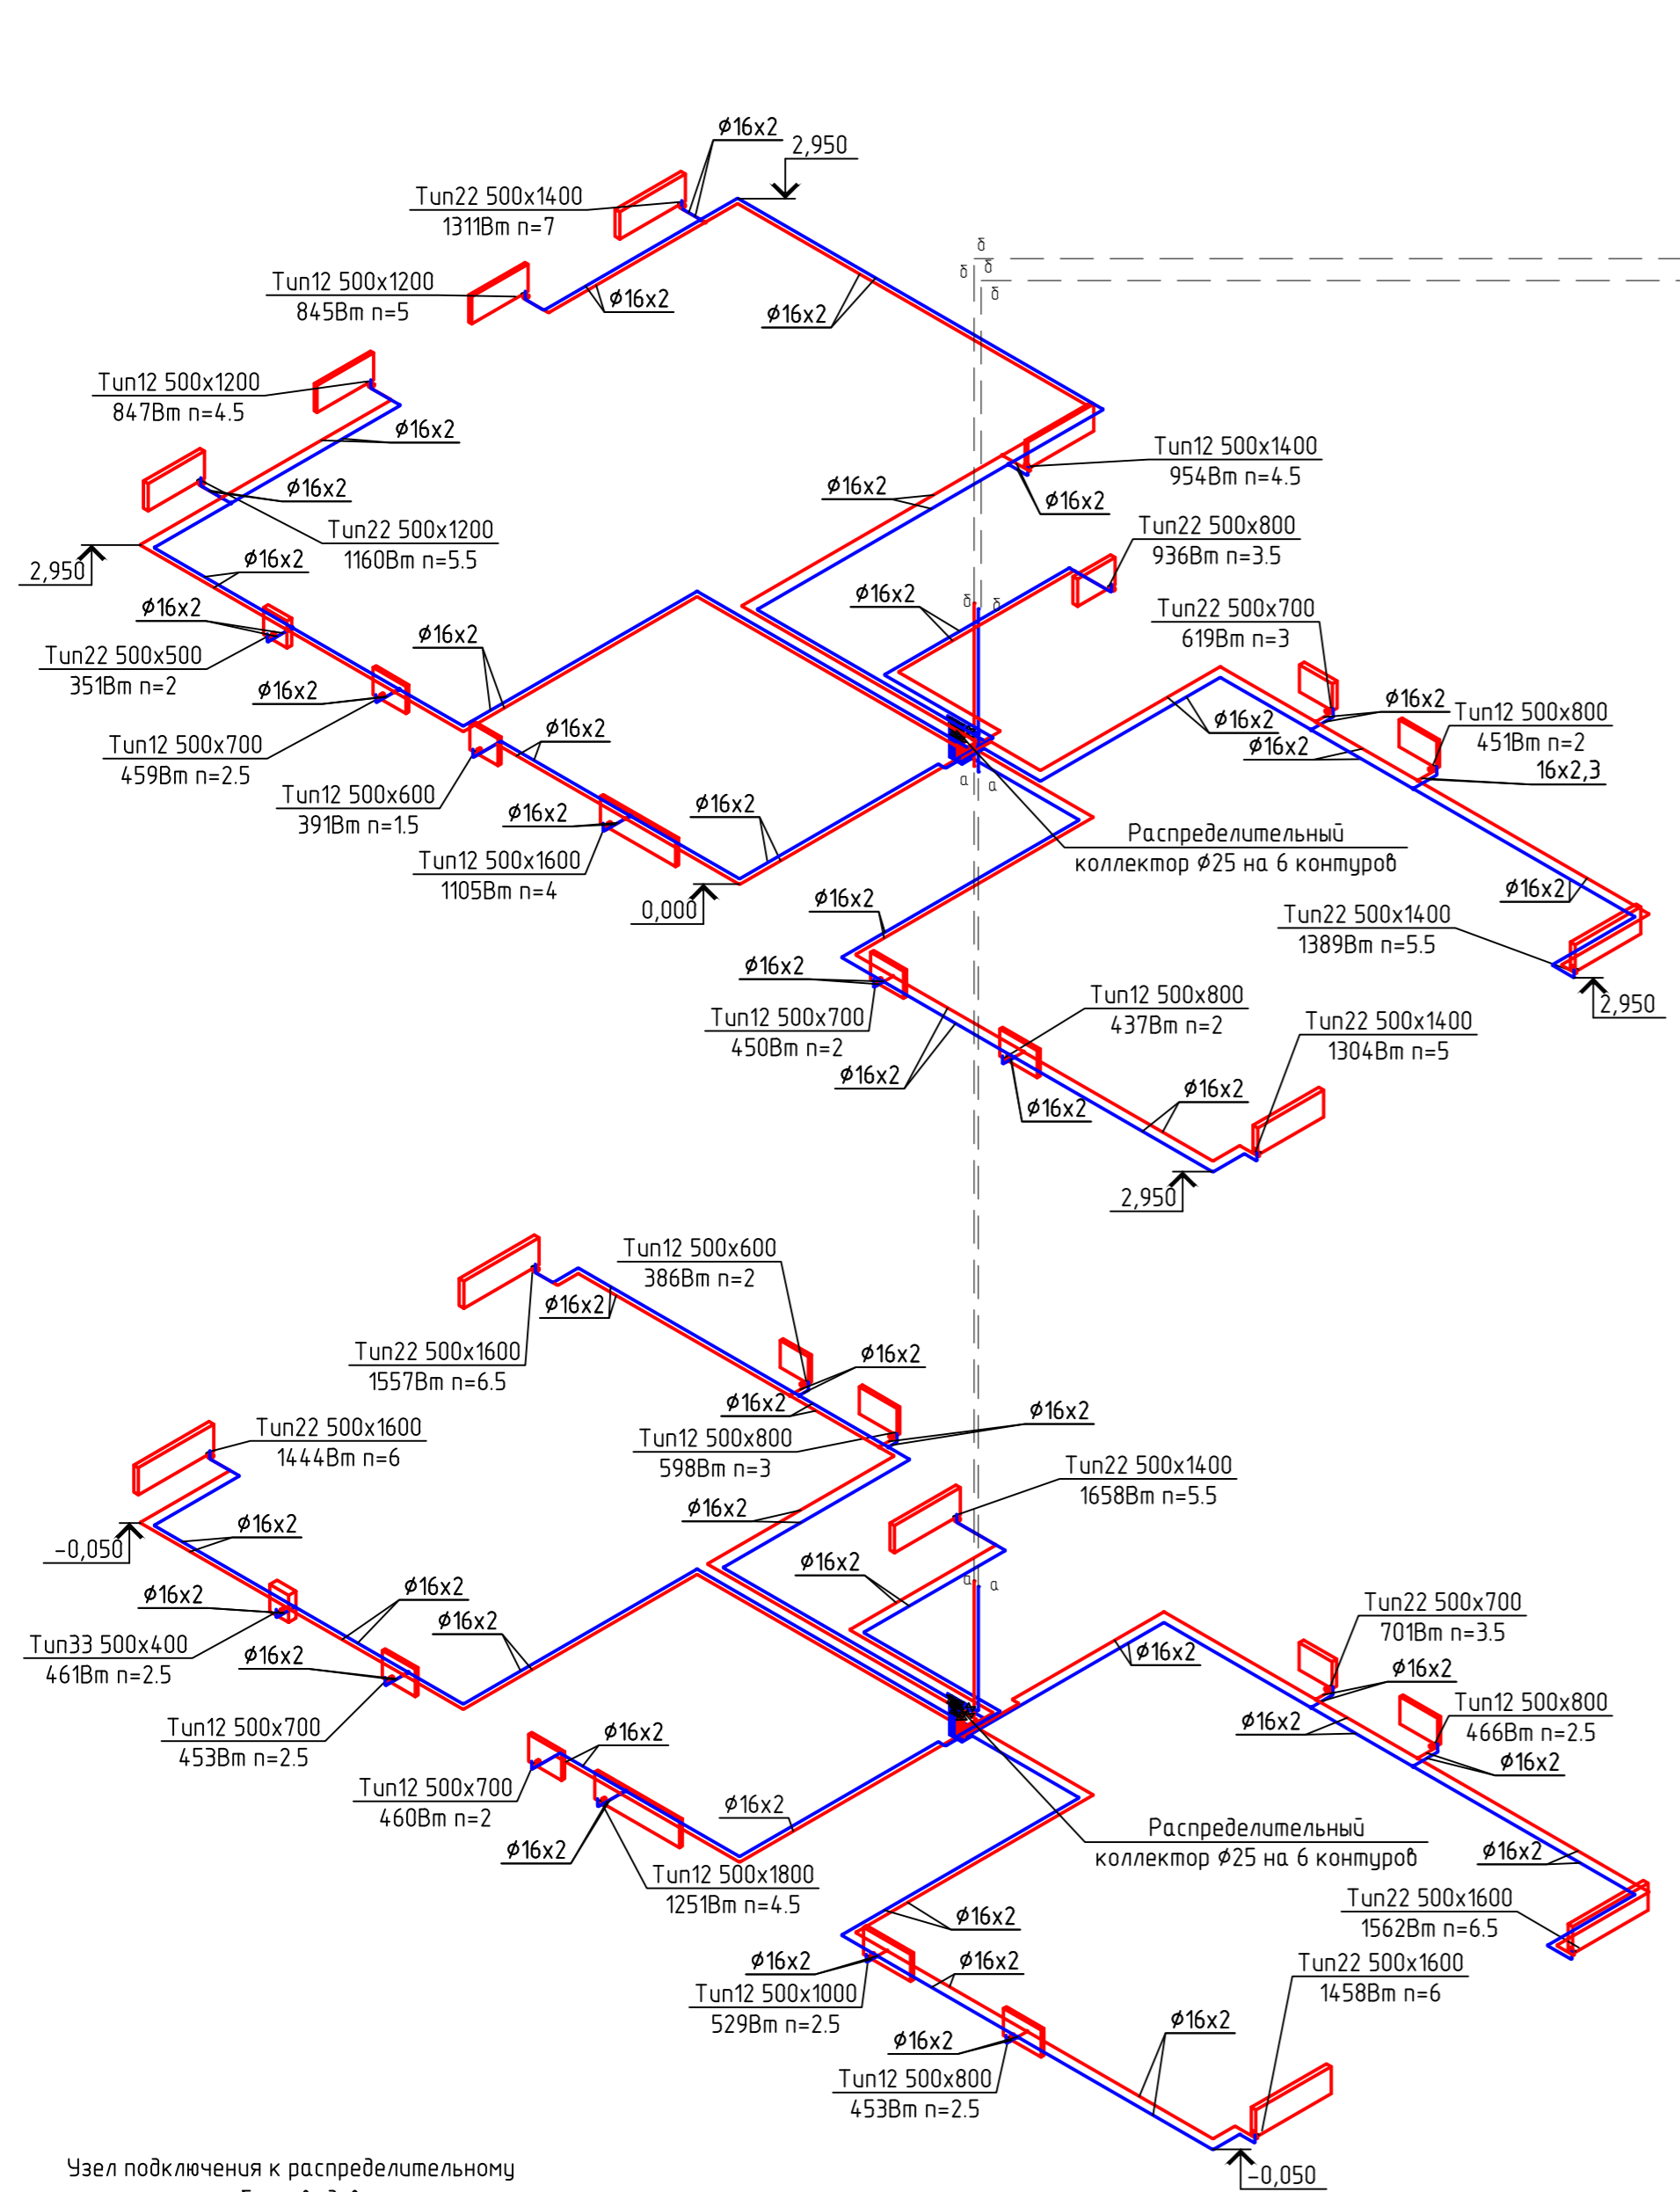 ϕ16x2
2,950
Тип22 500x1400
1311Вт n=7
δ
δ
δ
δ
Тип12 500x1200
845Вт n=5
ϕ16x2
ϕ16x2
Тип12 500x1200
847Вт n=4.5
ϕ16x2
Тип12 500x1400
954Вт n=4.5
ϕ16x2
ϕ16x2
ϕ16x2
Тип22 500x1200
1160Вт n=5.5
Тип22 500x800
936Вт n=3.5
2,950
ϕ16x2
ϕ16x2
ϕ16x2
δ
δ
Тип22 500x700
619Вт n=3
ϕ16x2
Тип22 500x500
351Вт n=2
ϕ16x2
ϕ16x2
ϕ16x2
Тип22 500x800
451Вт n=2
16x2,3
ϕ16x2
ϕ16x2
Тип12 500x700
459Вт n=2.5
ϕ16x2
а
а
Тип12 500x600
391Вт n=1.5
ϕ16x2
ϕ16x2
Распределительный
коллектор ϕ25 на 6 контуров
Тип12 500x1600
1105Вт n=4
0,000
ϕ16x2
ϕ16x2
Тип22 500x1400
1389Вт n=5.5
ϕ16x2
Тип12 500x700
450Вт n=2
Тип12 500x800
437Вт n=2
2,950
Тип22 500x1400
1304Вт n=5
ϕ16x2
ϕ16x2
ϕ16x2
2,950
Тип12 500x600
386Вт n=2
ϕ16x2
Тип22 500x1600
1557Вт n=6.5
ϕ16x2
ϕ16x2
ϕ16x2
Тип22 500x1600
1444Вт n=6
Тип12 500x800
598Вт n=3
Тип22 500x1400
1658Вт n=5.5
ϕ16x2
ϕ16x2
-0,050
ϕ16x2
ϕ16x2
ϕ16x2
ϕ16x2
а
а
Тип22 500x700
701Вт n=3.5
Тип33 500x400
461Вт n=2.5
ϕ16x2
ϕ16x2
ϕ16x2
Тип12 500x800
466Вт n=2.5
Тип12 500x700
453Вт n=2.5
ϕ16x2
ϕ16x2
ϕ16x2
Тип12 500x700
460Вт n=2
ϕ16x2
ϕ16x2
Распределительный
коллектор ϕ25 на 6 контуров
ϕ16x2
Тип12 500x1800
1251Вт n=4.5
Тип22 500x1600
1562Вт n=6.5
ϕ16x2
ϕ16x2
ϕ16x2
Тип22 500x1600
1458Вт n=6
Тип12 500x1000
529Вт n=2.5
ϕ16x2
ϕ16x2
Тип12 500x800
453Вт n=2.5
-0,050
Узел подключения к распределительному